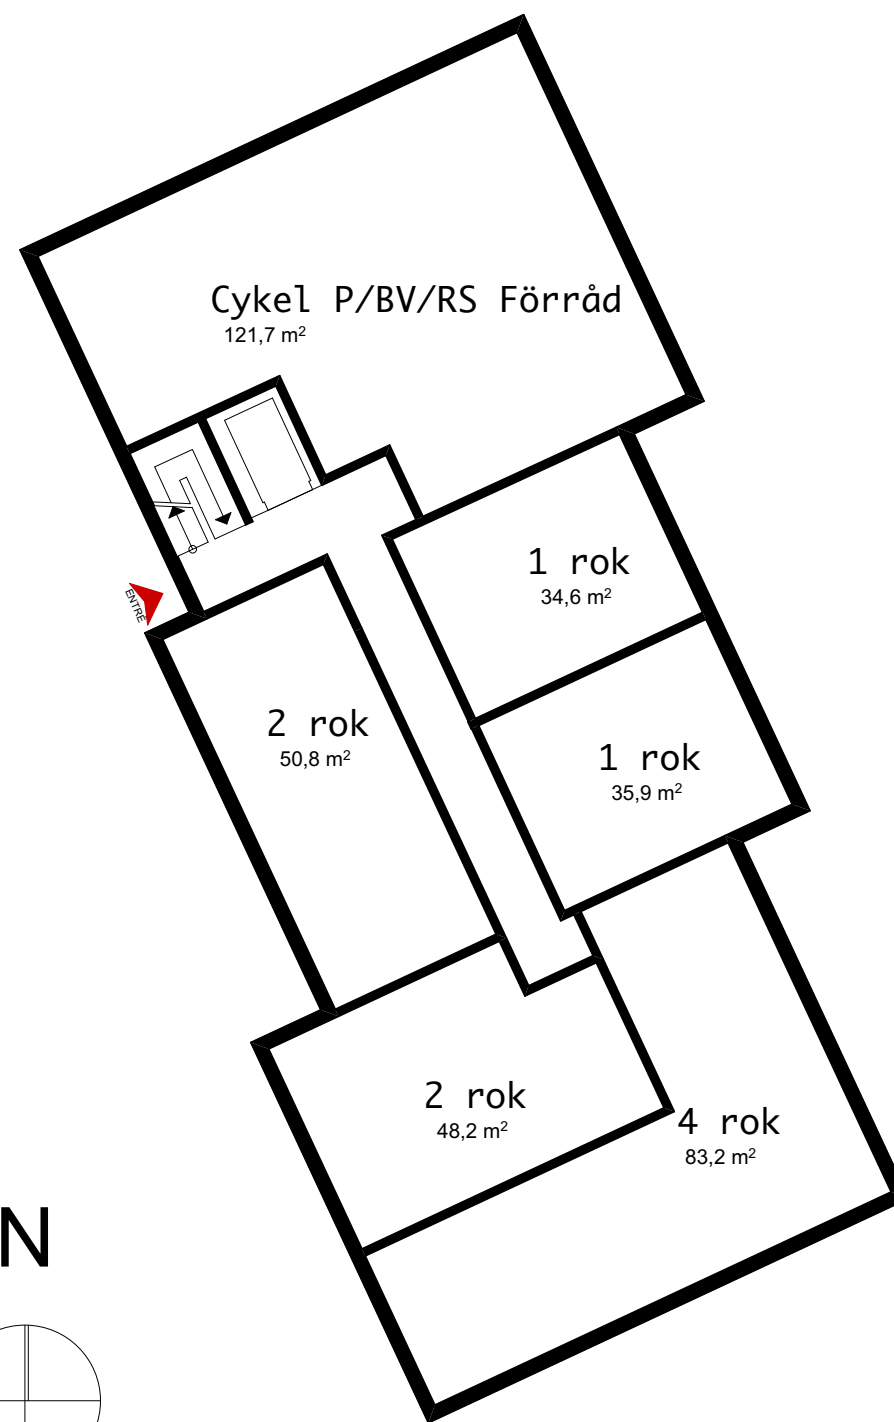 Cykel P/BV/RS Förråd
121,7 m²
1 rok
34,6 m²
ENTRÉ
2 rok
50,8 m²
1 rok
35,9 m²
2 rok
48,2 m²
4 rok
83,2 m²
N